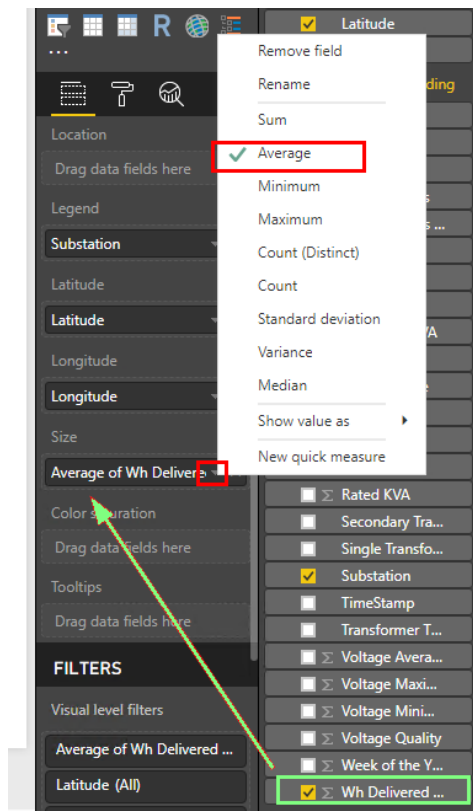 R
Latitude
...
Remove field
Rename
ding
Sum
Location
Average
Drag data fields here
Minimum
Legend
Maximum
s ...
Substation
Count (Distinct)
Latitude
Count
Latitude
Standard deviation
VA
Longitude
Variance
Longitude
Median
Size
Show value as
Average of Wh Delivere
New quick measure
Σ Rated KVA
Color saturation
Secondary Tra...
Drag data fields here
Single Transfo...
Substation
Tooltips
TimeStamp
Drag data fields here
Transformer T...
Σ Voltage Avera...
FILTERS
Σ Voltage Maxi...
Visual level filters
Σ Voltage Mini...
Σ Voltage Quality
Average of Wh Delivered ...
Σ Week of the Y...
Latitude (All)
Σ Wh Delivered ...